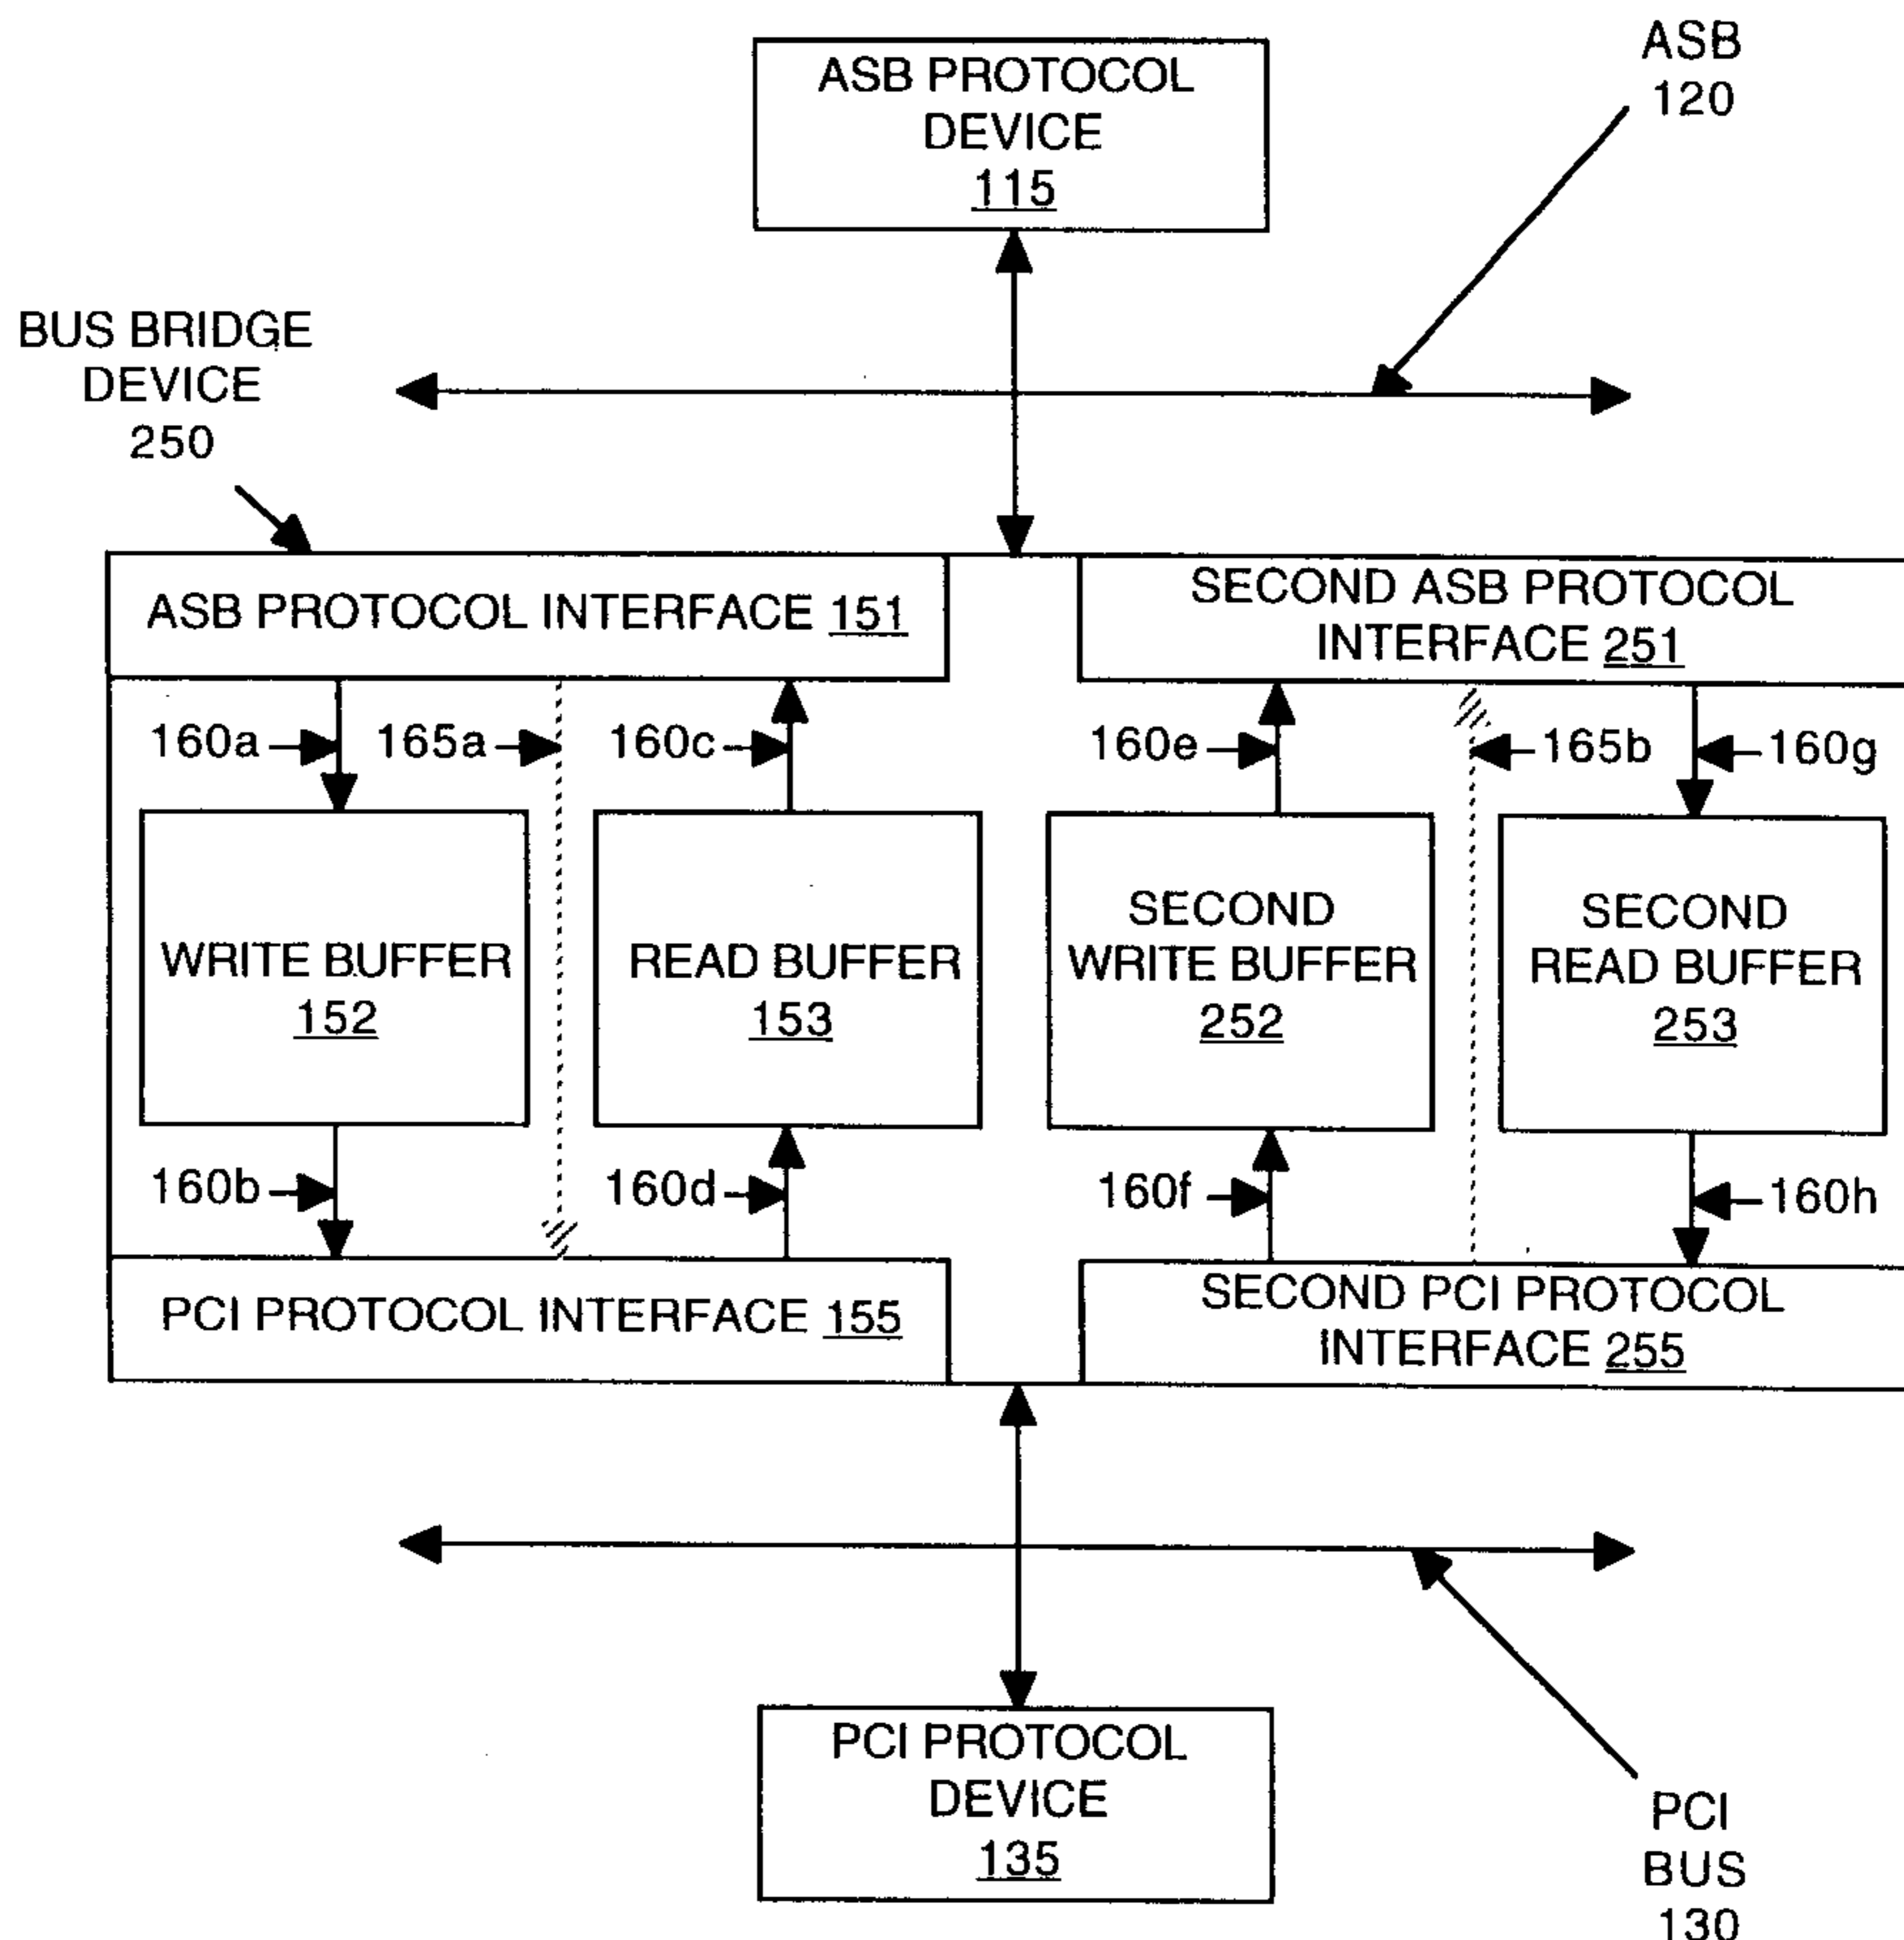 ASB PROTOCOL
DEVICE
115
ASB
120
BUS BRIDGE
DEVICE
250
ASB PROTOCOL INTERFACE 151
SECOND ASB PROTOCOL
INTERFACE 251
160a
165a
160c
160e
165b
160g
WRITE BUFFER
152
READ BUFFER
153
SECOND
WRITE BUFFER
252
SECOND
READ BUFFER
253
160b
160d
160f
160h
PCI PROTOCOL INTERFACE 155
SECOND PCI PROTOCOL
INTERFACE 255
PCI PROTOCOL
DEVICE
135
PCI
BUS
130